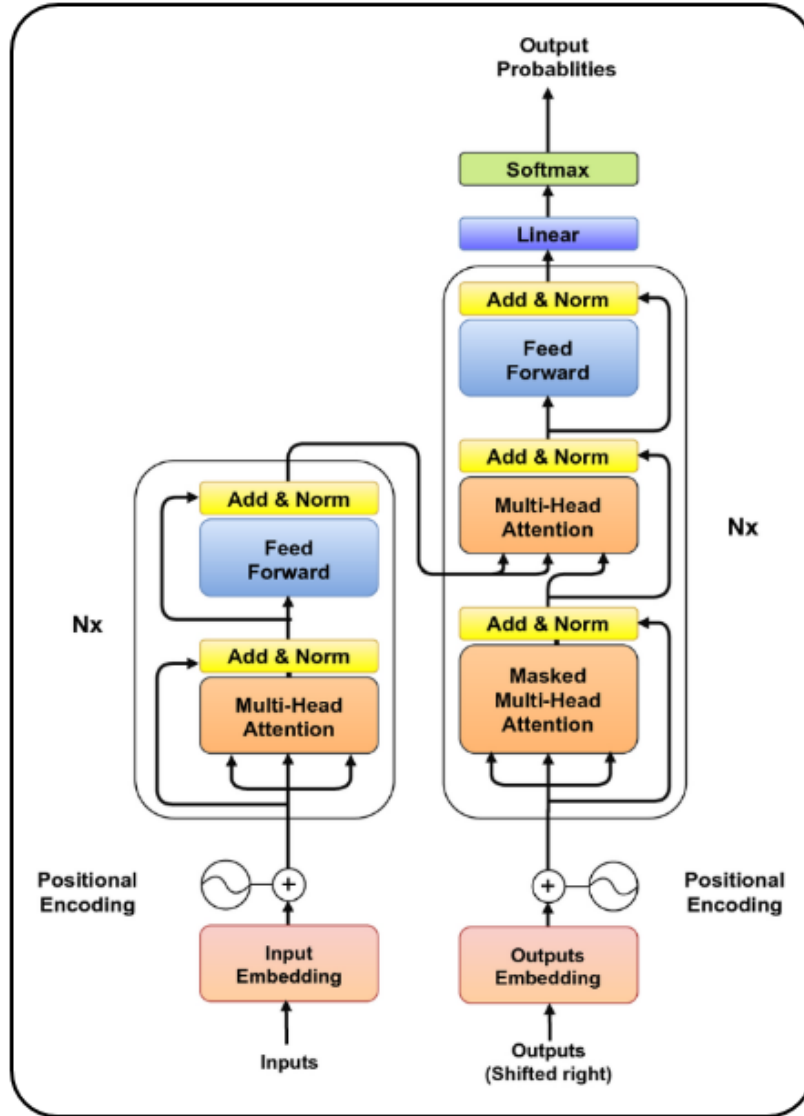 Output
Probablities
Softmax
Linear
Add & Norm
Feed
Forward
Add & Norm
Multi-Head
Attention
Nx
Add & Norm
Masked
Multi-Head
Attention
Add & Norm
Feed
Forward
Nx
Add & Norm
Multi-Head
Attention
Positional
Encoding
+
+
Positional
Encoding
Input
Embedding
Outputs
Embedding
Inputs
Outputs
(Shifted right)